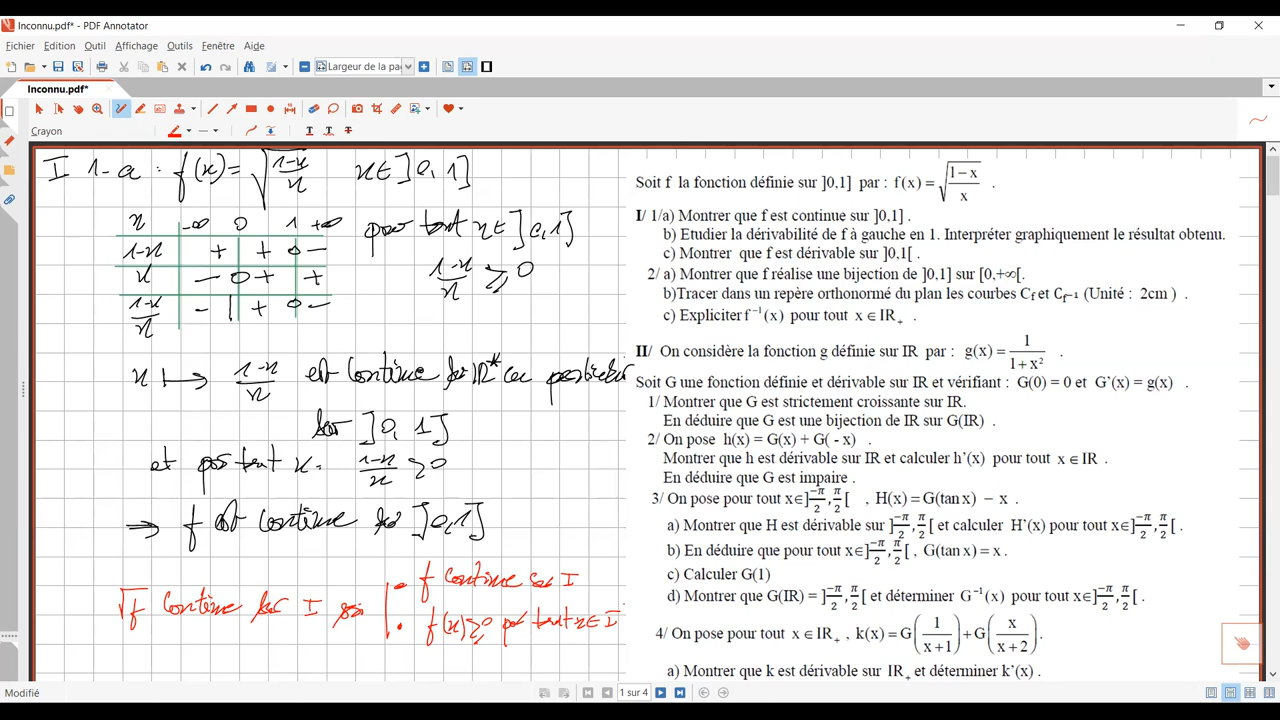 Inconnu.pdf* - PDF Annotator
Fichier Edition Outil Affichage Outils Fenêtre Aide
Largeur de la pag
Inconnu.pdf*
Crayon
I 1-a : f(x) = √((1-x)/x) x∈]0,1]
x -∞ 0 1 +∞
1-x + + 0 -
x - 0 + +
(1-x)/x - | + 0 -
pour tout x∈]0,1]
(1-x)/x ⩾ 0
x ⟼ (1-x)/x est continue sur IR* en particulier
sur ]0,1]
et pour tout x. (1-x)/x ⩾ 0
⇒ f est continue sur ]0,1]
√f continue sur I ssi
• f continue sur I
• f(x) ⩾ 0 pour tout x∈I
Soit f la fonction définie sur ]0,1] par : f(x) = √((1-x)/x) .
I/ 1/a) Montrer que f est continue sur ]0,1] .
b) Etudier la dérivabilité de f à gauche en 1. Interpréter graphiquement le résultat obtenu.
c) Montrer que f est dérivable sur ]0,1[ .
2/ a) Montrer que f réalise une bijection de ]0,1] sur [0,+∞[.
b)Tracer dans un repère orthonormé du plan les courbes Cf et Cf⁻¹ (Unité : 2cm ) .
c) Expliciter f⁻¹(x) pour tout x∈IR₊ .
II/ On considère la fonction g définie sur IR par : g(x) = 1/(1+x²) .
Soit G une fonction définie et dérivable sur IR et vérifiant : G(0) = 0 et G’(x) = g(x) .
1/ Montrer que G est strictement croissante sur IR.
En déduire que G est une bijection de IR sur G(IR) .
2/ On pose h(x) = G(x) + G( - x) .
Montrer que h est dérivable sur IR et calculer h’(x) pour tout x∈IR .
En déduire que G est impaire .
3/ On pose pour tout x∈]-π/2,π/2[ , H(x) = G(tan x) − x .
a) Montrer que H est dérivable sur ]-π/2,π/2[ et calculer H’(x) pour tout x∈]-π/2,π/2[ .
b) En déduire que pour tout x∈]-π/2,π/2[ , G(tan x) = x .
c) Calculer G(1)
d) Montrer que G(IR) = ]-π/2,π/2[ et déterminer G⁻¹(x) pour tout x∈]-π/2,π/2[ .
4/ On pose pour tout x∈IR₊ , k(x) = G(1/(x+1)) + G(x/(x+2)) .
a) Montrer que k est dérivable sur IR₊ et déterminer k’(x) .
Modifié
1 sur 4